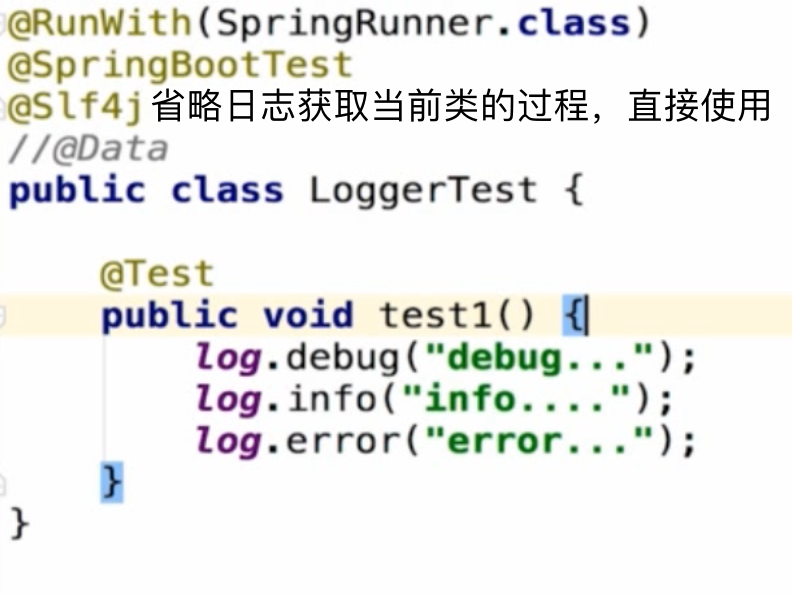 @RunWith(SpringRunner.class)
@SpringBootTest
@Slf4j 省略日志获取当前类的过程，直接使用
//@Data
public class LoggerTest {
@Test
public void test1() {
log.debug("debug...");
log.info("info....");
log.error("error...");
}
}